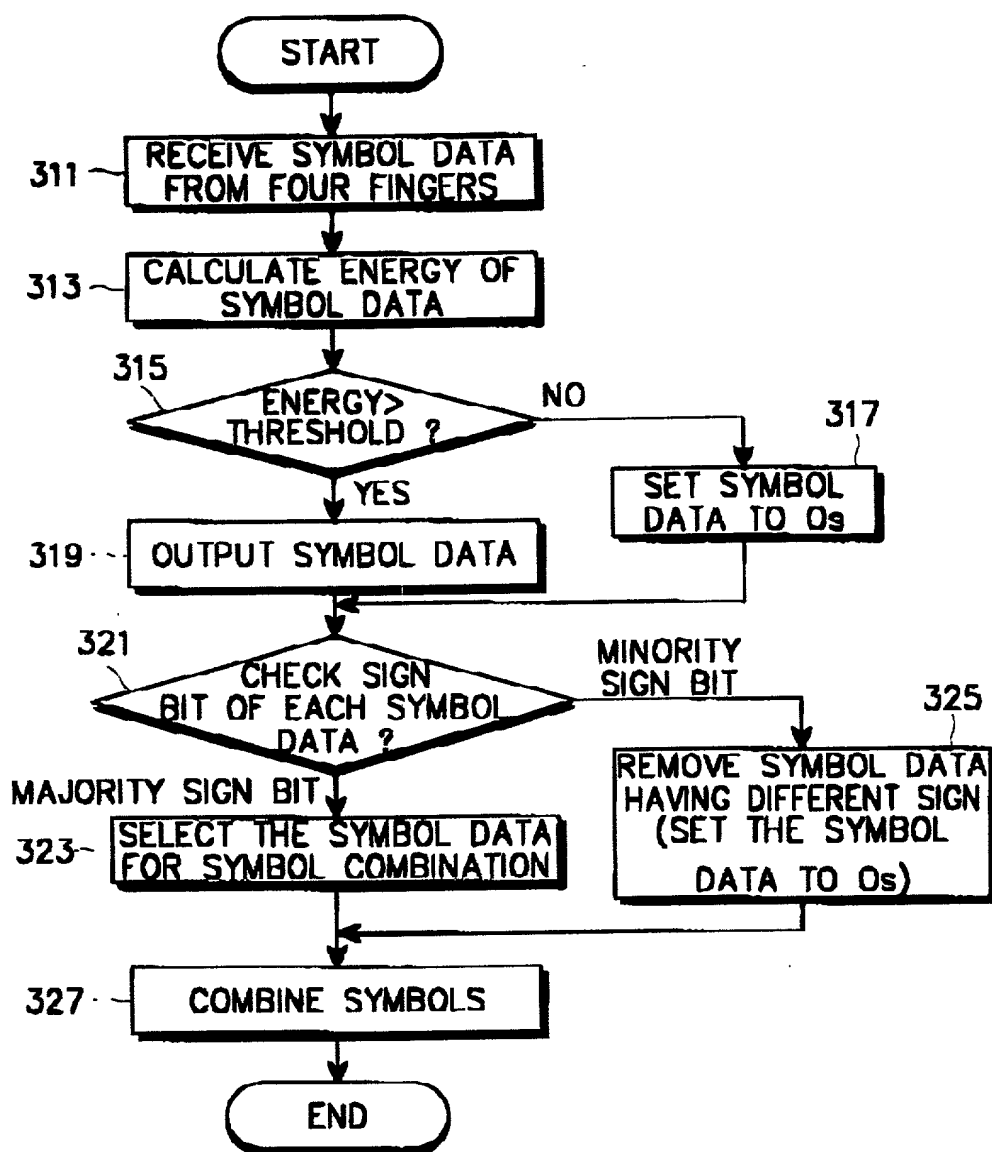 START
311
RECEIVE SYMBOL DATA
FROM FOUR FINGERS
313
CALCULATE ENERGY OF
SYMBOL DATA
315
ENERGY>
THRESHOLD ?
NO
317
SET SYMBOL
DATA TO 0s
YES
319
OUTPUT SYMBOL DATA
321
CHECK SIGN
BIT OF EACH SYMBOL
DATA ?
MINORITY
SIGN BIT
325
REMOVE SYMBOL DATA
HAVING DIFFERENT SIGN
(SET THE SYMBOL
DATA TO 0s)
MAJORITY SIGN BIT
323
SELECT THE SYMBOL DATA
FOR SYMBOL COMBINATION
327
COMBINE SYMBOLS
END